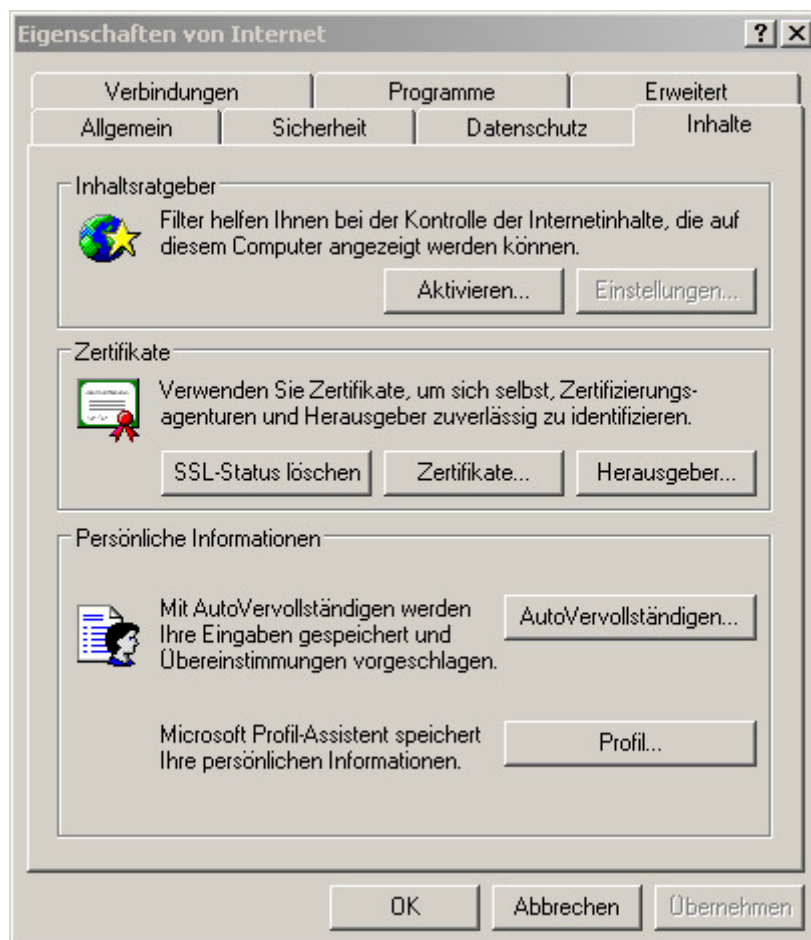 Eigenschaften von Internet
?
Verbindungen
Programme
Erweitert
Allgemein
Sicherheit
Datenschutz
Inhalte
Inhaltsratgeber
Filter helfen Ihnen bei der Kontrolle der Internetinhalte, die auf
diesem Computer angezeigt werden können.
Aktivieren...
Einstellungen...
Zertifikate
Verwenden Sie Zertifikate, um sich selbst, Zertifizierungs-
agenturen und Herausgeber zuverlässig zu identifizieren.
SSL-Status löschen
Zertifikate...
Herausgeber...
Persönliche Informationen
Mit AutoVervollständigen werden
Ihre Eingaben gespeichert und
Übereinstimmungen vorgeschlagen.
AutoVervollständigen...
Microsoft Profil-Assistent speichert
Ihre persönlichen Informationen.
Profil...
OK
Abbrechen
Übernehmen